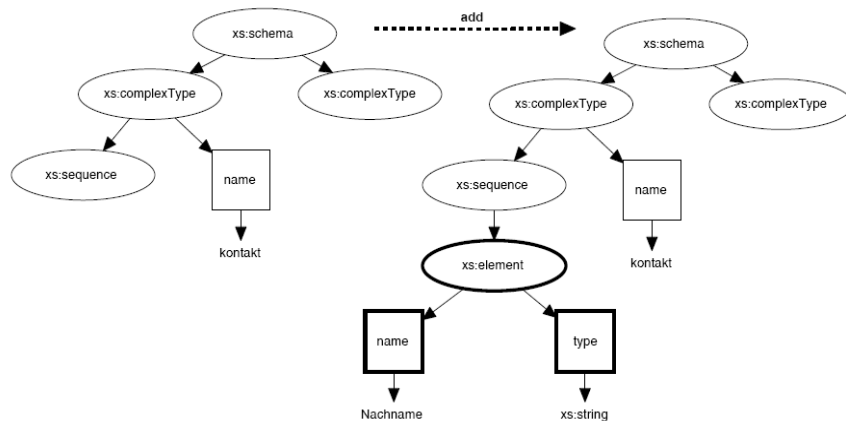 add
xs:schema
xs:schema
xs:complexType
xs:complexType
xs:complexType
xs:complexType
xs:sequence
name
xs:sequence
name
kontakt
kontakt
xs:element
name
type
Nachname
xs:string